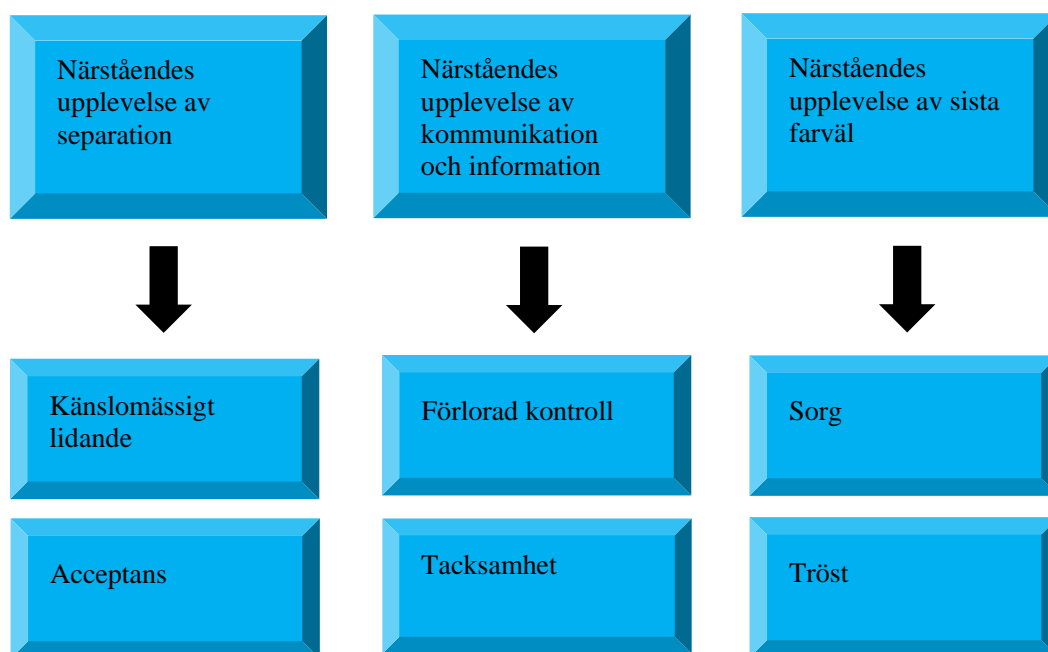 Närståendes
upplevelse av
separation
Närståendes
upplevelse av
kommunikation
och information
Närståendes
upplevelse av sista
farväl
Känslomässigt
lidande
Förlorad kontroll
Sorg
Acceptans
Tacksamhet
Tröst